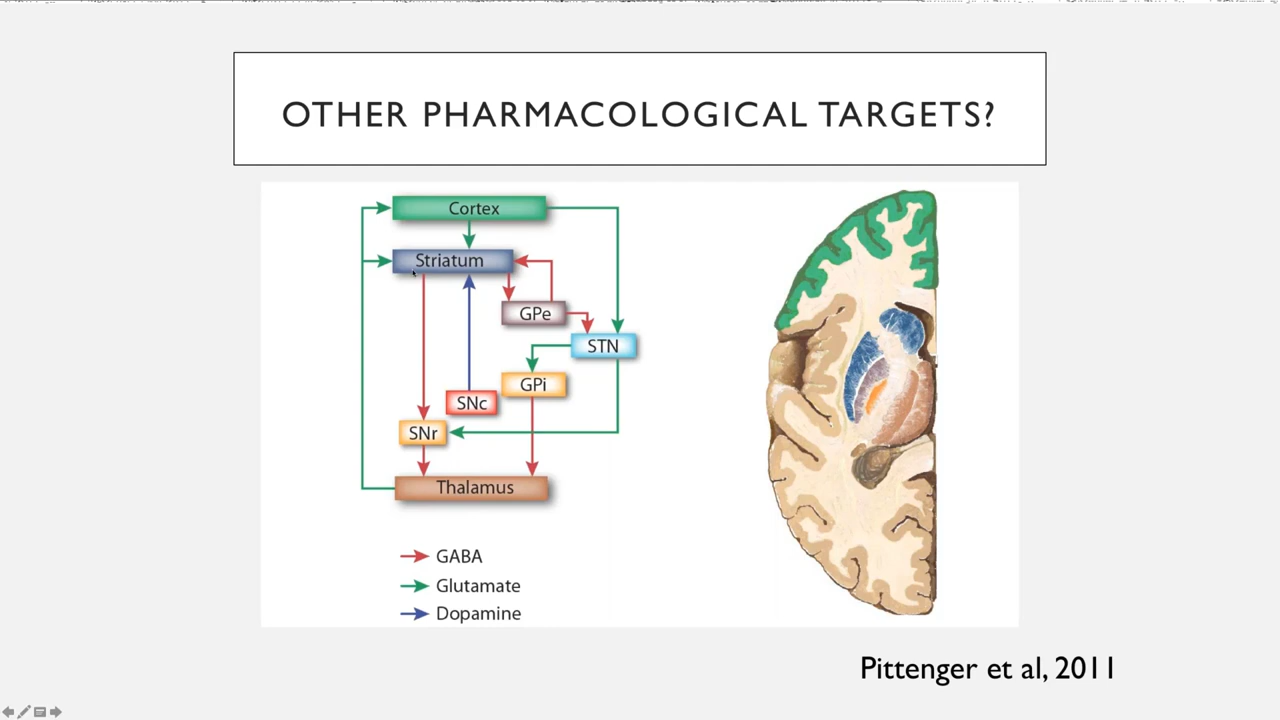 OTHER PHARMACOLOGICAL TARGETS?
Cortex
Striatum
GPe
STN
GPi
SNc
SNr
Thalamus
GABA
Glutamate
Dopamine
Pittenger et al, 2011